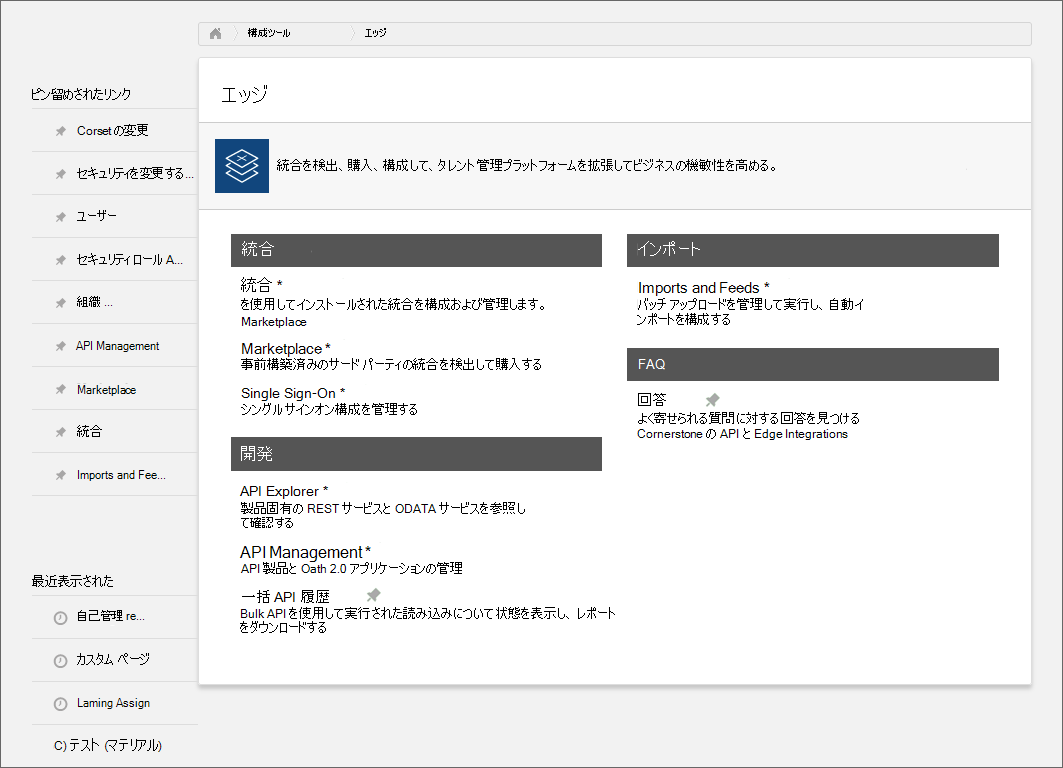 構成ツール
エッジ
ピン留めされたリンク
Corsetの変更
セキュリティを変更する...
ユーザー
セキュリティ ロール A...
組織 ...
API Management
Marketplace
統合
Imports and Fee...
最近表示された
自己管理 re...
カスタム ページ
Laming Assign
C) テスト (マテリアル)
エッジ
統合を検出、購入、構成して、タレント管理プラットフォームを拡張してビジネスの機敏性を高める。
統合
統合 *
を使用してインストールされた統合を構成および管理します。
Marketplace
Marketplace *
事前構築済みのサード パーティの統合を検出して購入する
Single Sign-On *
シングル サインオン構成を管理する
開発
API Explorer *
製品固有の REST サービスと ODATA サービスを参照し
て確認する
API Management *
API 製品と Oath 2.0 アプリケーションの管理
一括 API 履歴
Bulk API を使用して実行された読み込みについて状態を表示し、レポート
をダウンロードする
インポート
Imports and Feeds *
バッチ アップロードを管理して実行し、自動イ
ンポートを構成する
FAQ
回答
よく寄せられる質問に対する回答を見つける
Cornerstone の API と Edge Integrations